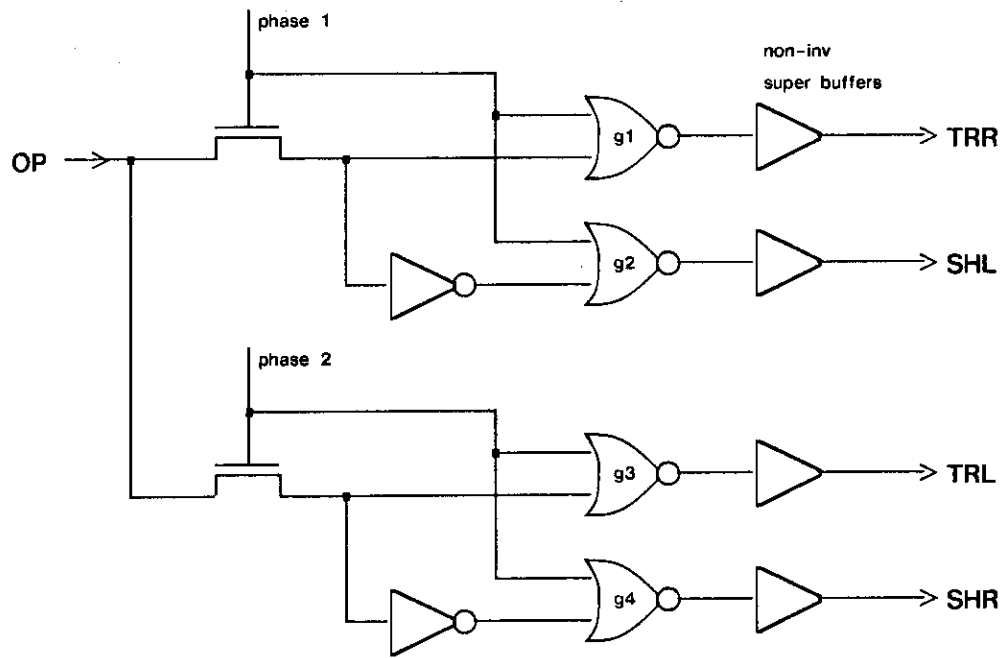 phase 1
non-inv
super buffers
OP
g1
TRR
g2
SHL
phase 2
g3
TRL
g4
SHR